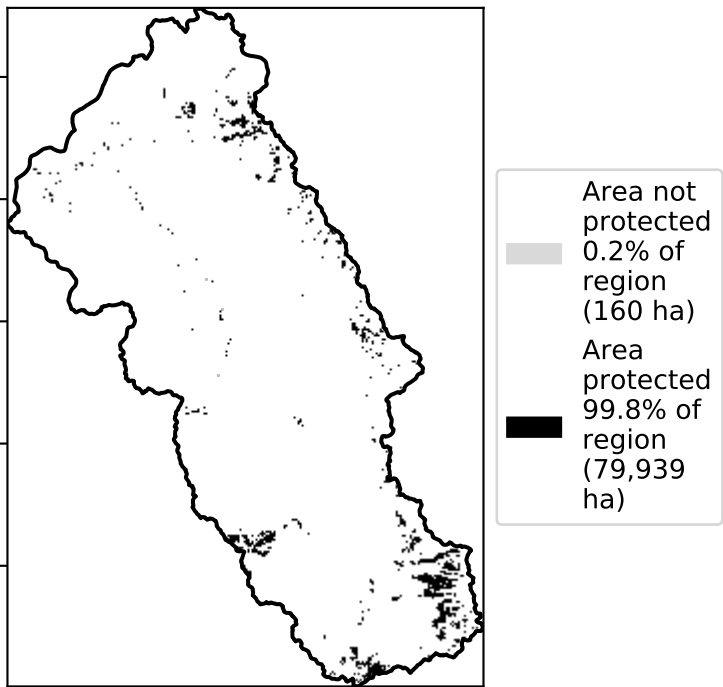 Area not
protected
0.2% of
region
(160 ha)
Area
protected
99.8% of
region
(79,939
ha)